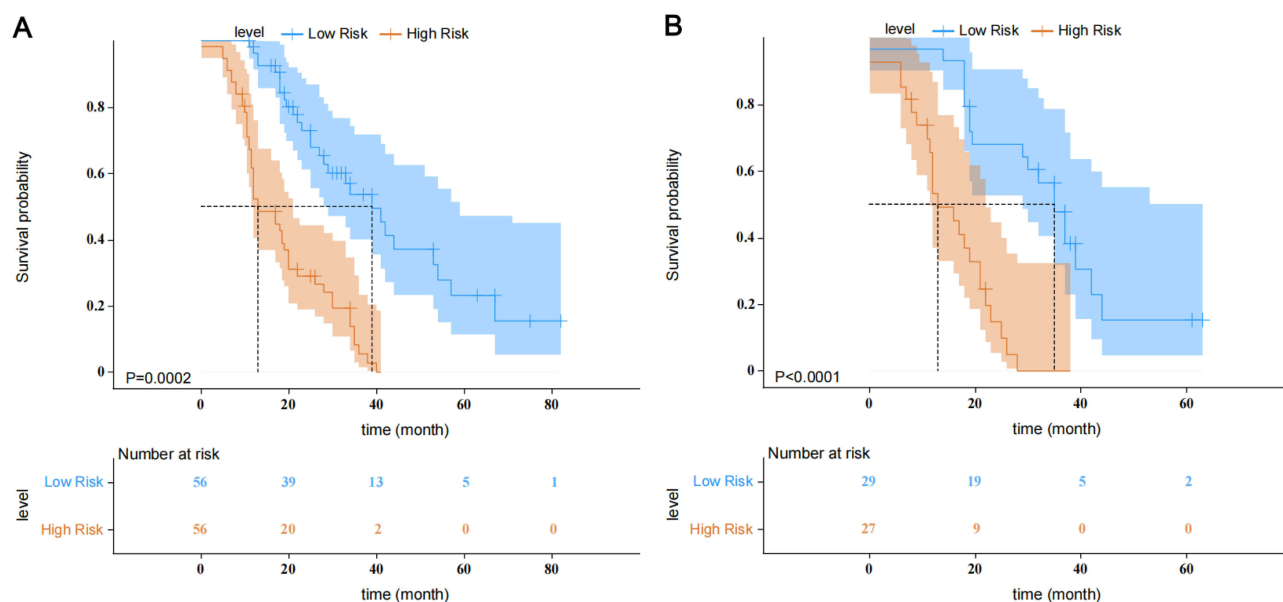 A
level Low Risk High Risk
Survival probability
0.8
0.6
0.4
0.2
0
P=0.0002
0 20 40 60 80
time (month)
Number at risk
level
Low Risk 56 39 13 5 1
High Risk 56 20 2 0 0
0 20 40 60 80
time (month)
B
level Low Risk High Risk
Survival probability
0.8
0.6
0.4
0.2
0
P<0.0001
0 20 40 60
time (month)
Number at risk
level
Low Risk 29 19 5 2
High Risk 27 9 0 0
0 20 40 60
time (month)